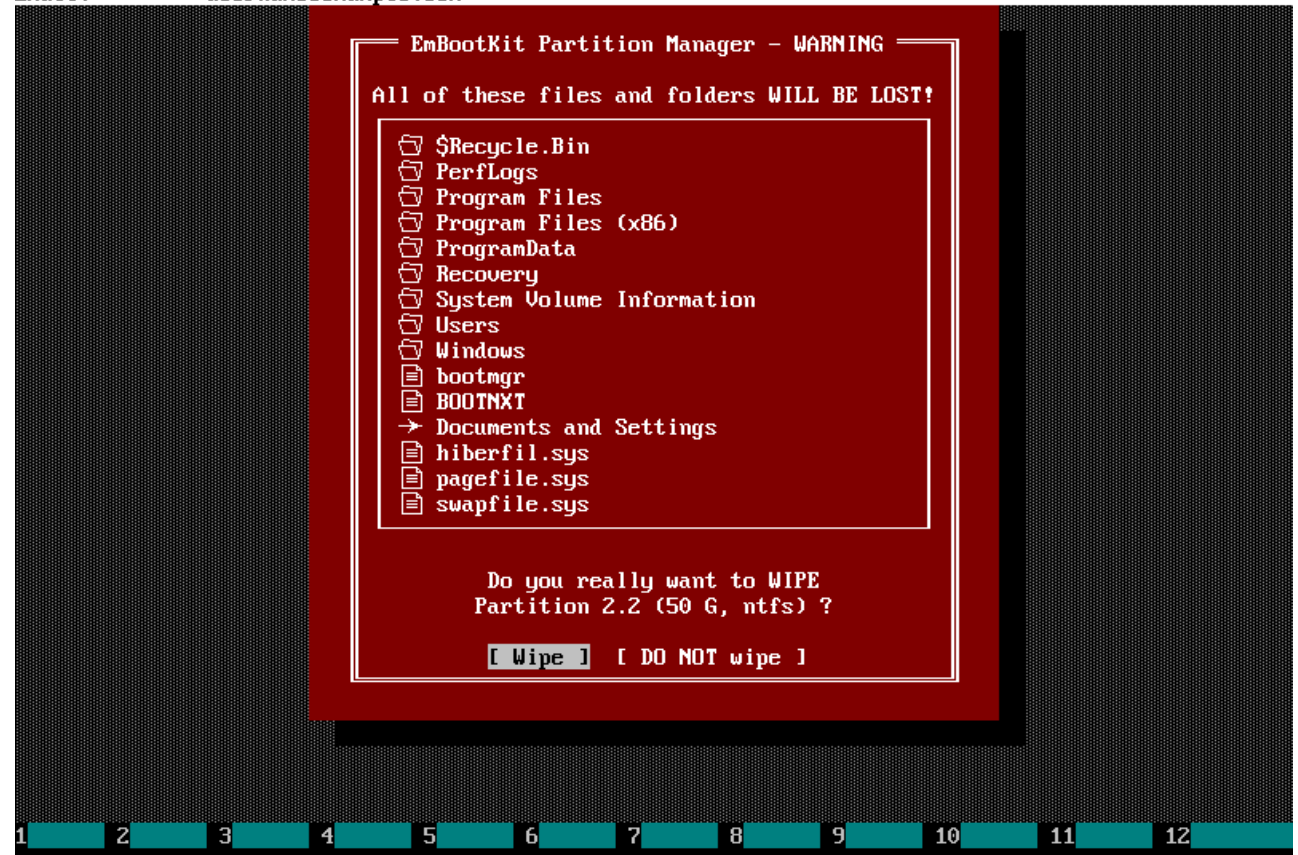 EmBootKit Partition Manager - WARNING
All of these files and folders WILL BE LOST!
$Recycle.Bin
PerfLogs
Program Files
Program Files (x86)
ProgramData
Recovery
System Volume Information
Users
Windows
bootmgr
BOOTNXT
Documents and Settings
hiberfil.sys
pagefile.sys
swapfile.sys
Do you really want to WIPE
Partition 2.2 (50 G, ntfs) ?
[ Wipe ] [ DO NOT wipe ]
1 2 3 4 5 6 7 8 9 10 11 12